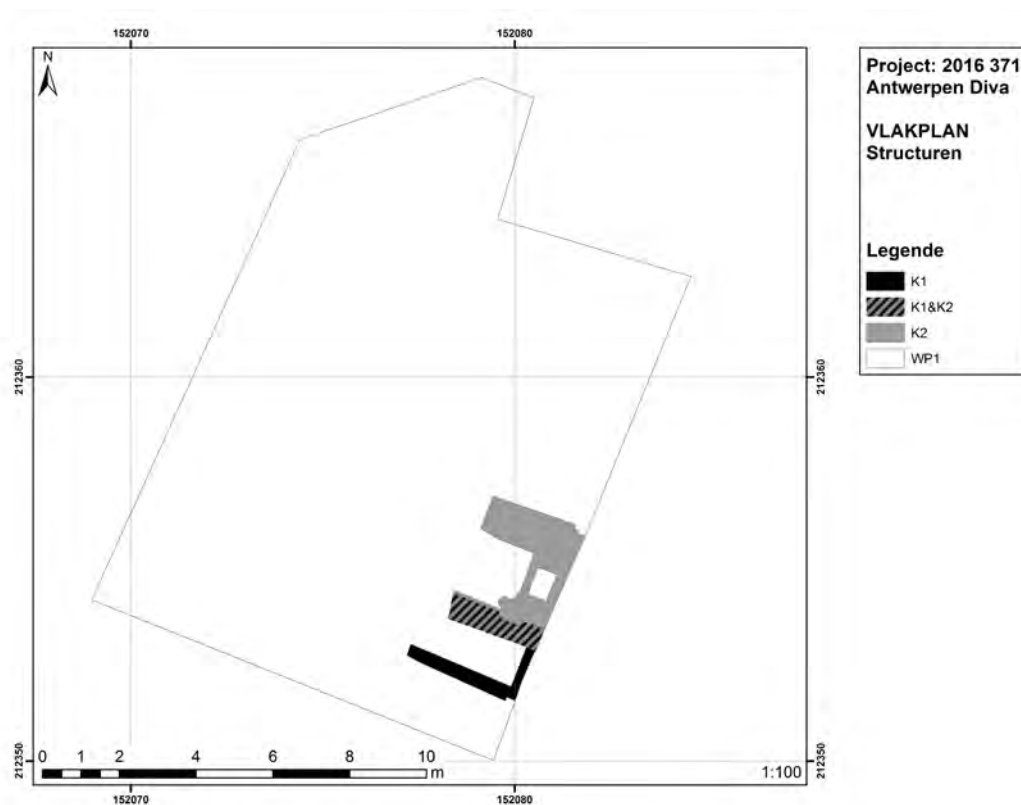 152070
152080
N
Project: 2016 371
Antwerpen Diva
VLAKPLAN
Structuren
Legende
K1
K1&K2
K2
WP1
212360
212360
0 1 2 4 6 8 10
m
1:100
212350
212350
152070
152080